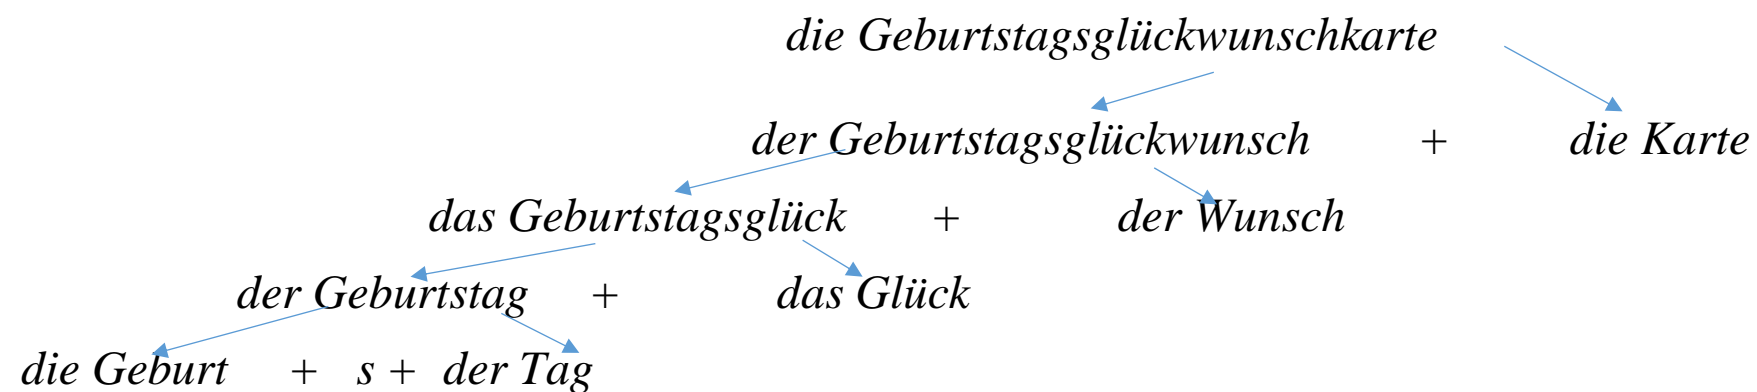 die Geburtstagsglückwunschkarte
der Geburtstagsglückwunsch + die Karte
das Geburtstagsglück + der Wunsch
der Geburtstag + das Glück
die Geburt + s + der Tag